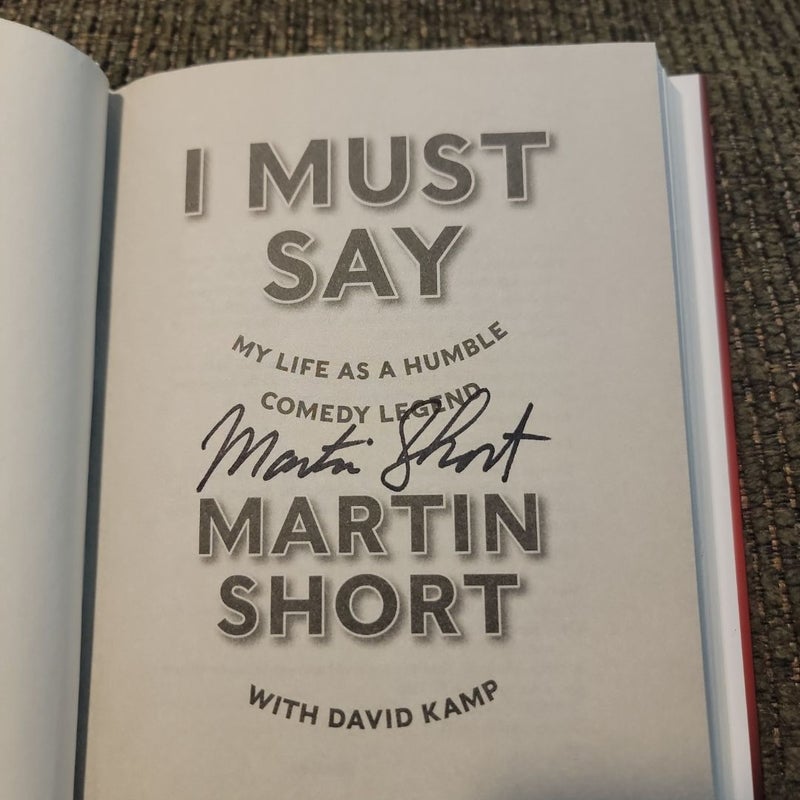 I MUST
SAY
MY LIFE AS A HUMBLE
COMEDY LEGEND
Martin Short
MARTIN
SHORT
WITH DAVID KAMP